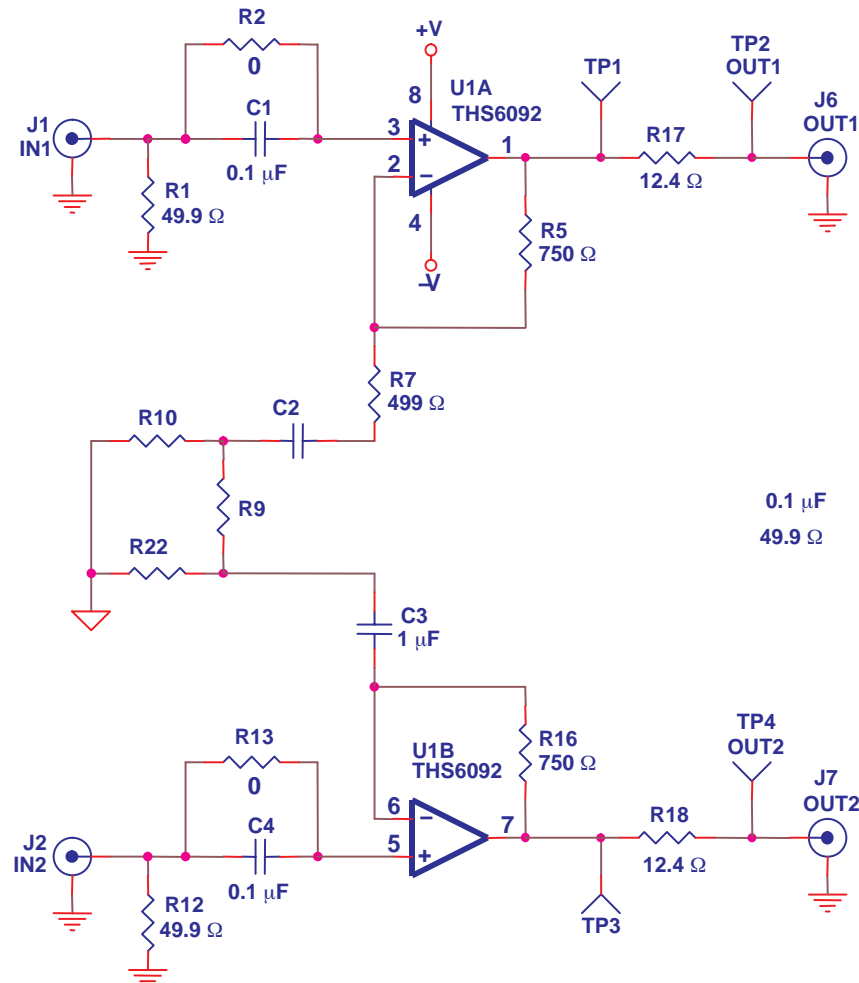 R2
0
C1
0.1 μF
J1
IN1
R1
49.9 Ω
+V
8
U1A
THS6092
3
+
2
−
1
4
−V
TP1
TP2
OUT1
J6
OUT1
R17
12.4 Ω
R5
750 Ω
R7
499 Ω
C2
R10
R9
R22
0.1 μF
49.9 Ω
C3
1 μF
R13
0
C4
0.1 μF
J2
IN2
R12
49.9 Ω
U1B
THS6092
6
−
5
+
7
R16
750 Ω
TP4
OUT2
J7
OUT2
R18
12.4 Ω
TP3